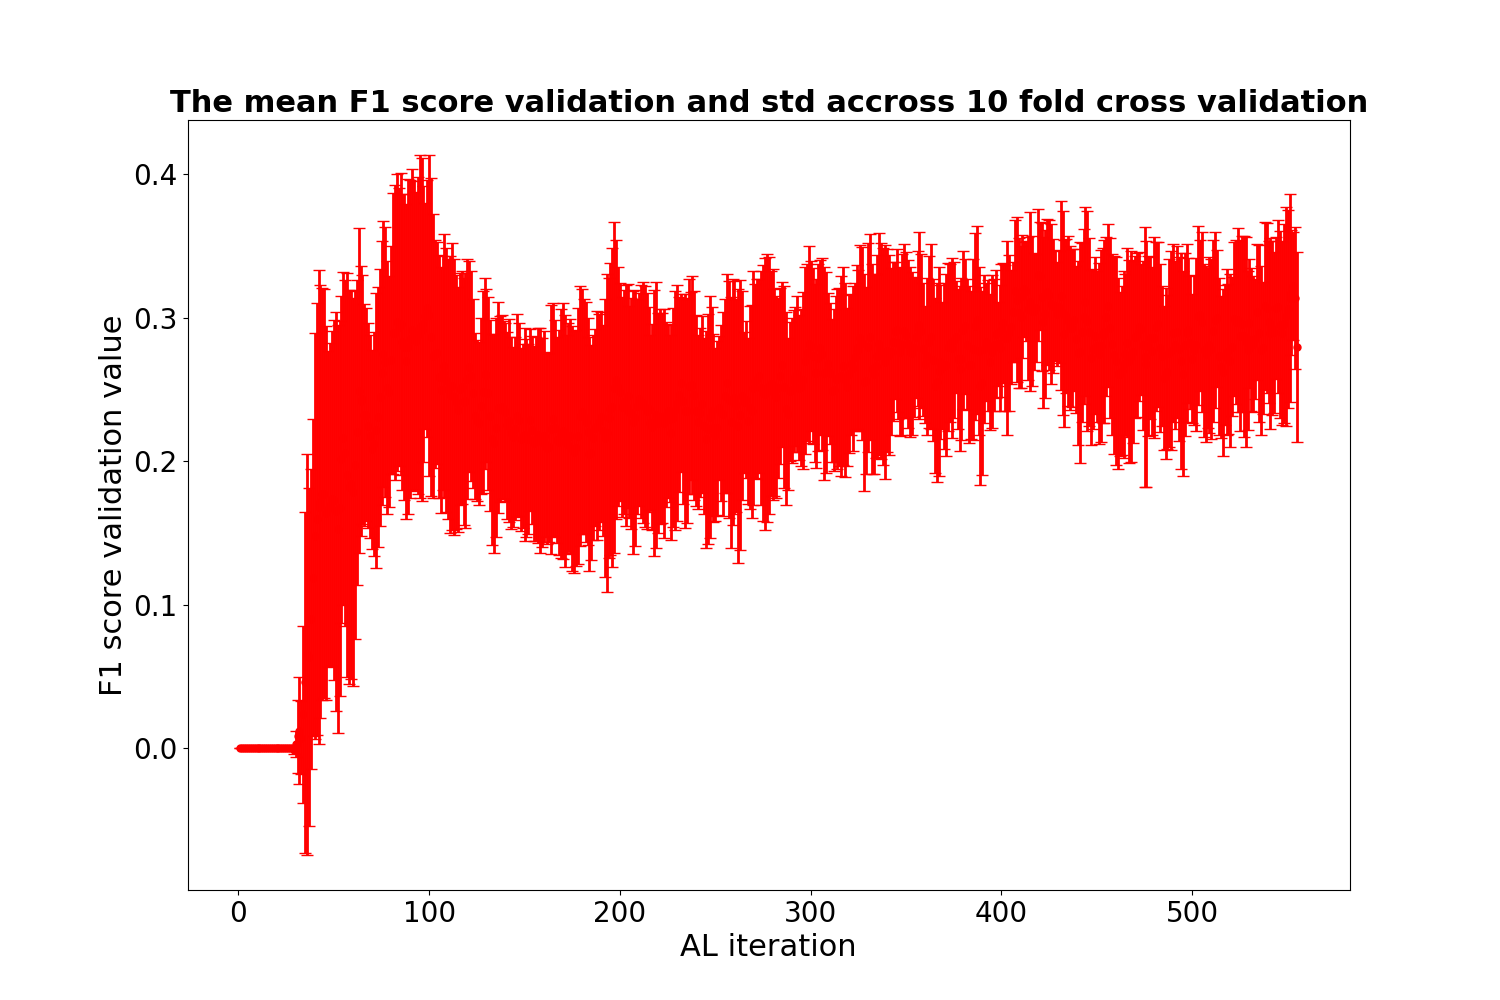 The mean F1 score validation and std accross 10 fold cross validation
0.4
0.3
0.2
0.1
0.0
F1 score validation value
0 100 200 300 400 500
AL iteration